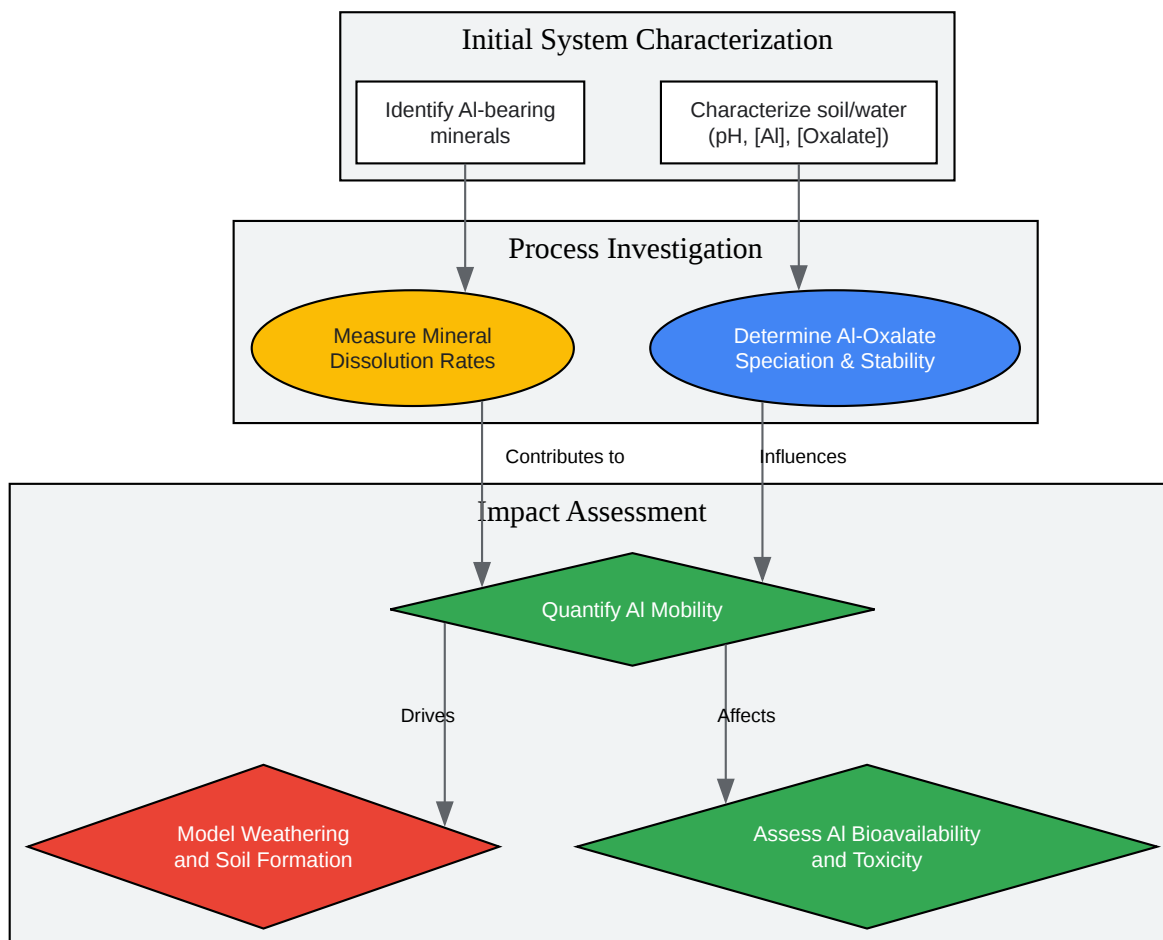 Initial System Characterization
Identify Al-bearing
minerals
Characterize soil/water
(pH, [Al], [Oxalate])
Process Investigation
Measure Mineral
Dissolution Rates
Determine Al-Oxalate
Speciation & Stability
Contributes to
Influences
Impact Assessment
Quantify Al Mobility
Drives
Affects
Model Weathering
and Soil Formation
Assess Al Bioavailability
and Toxicity